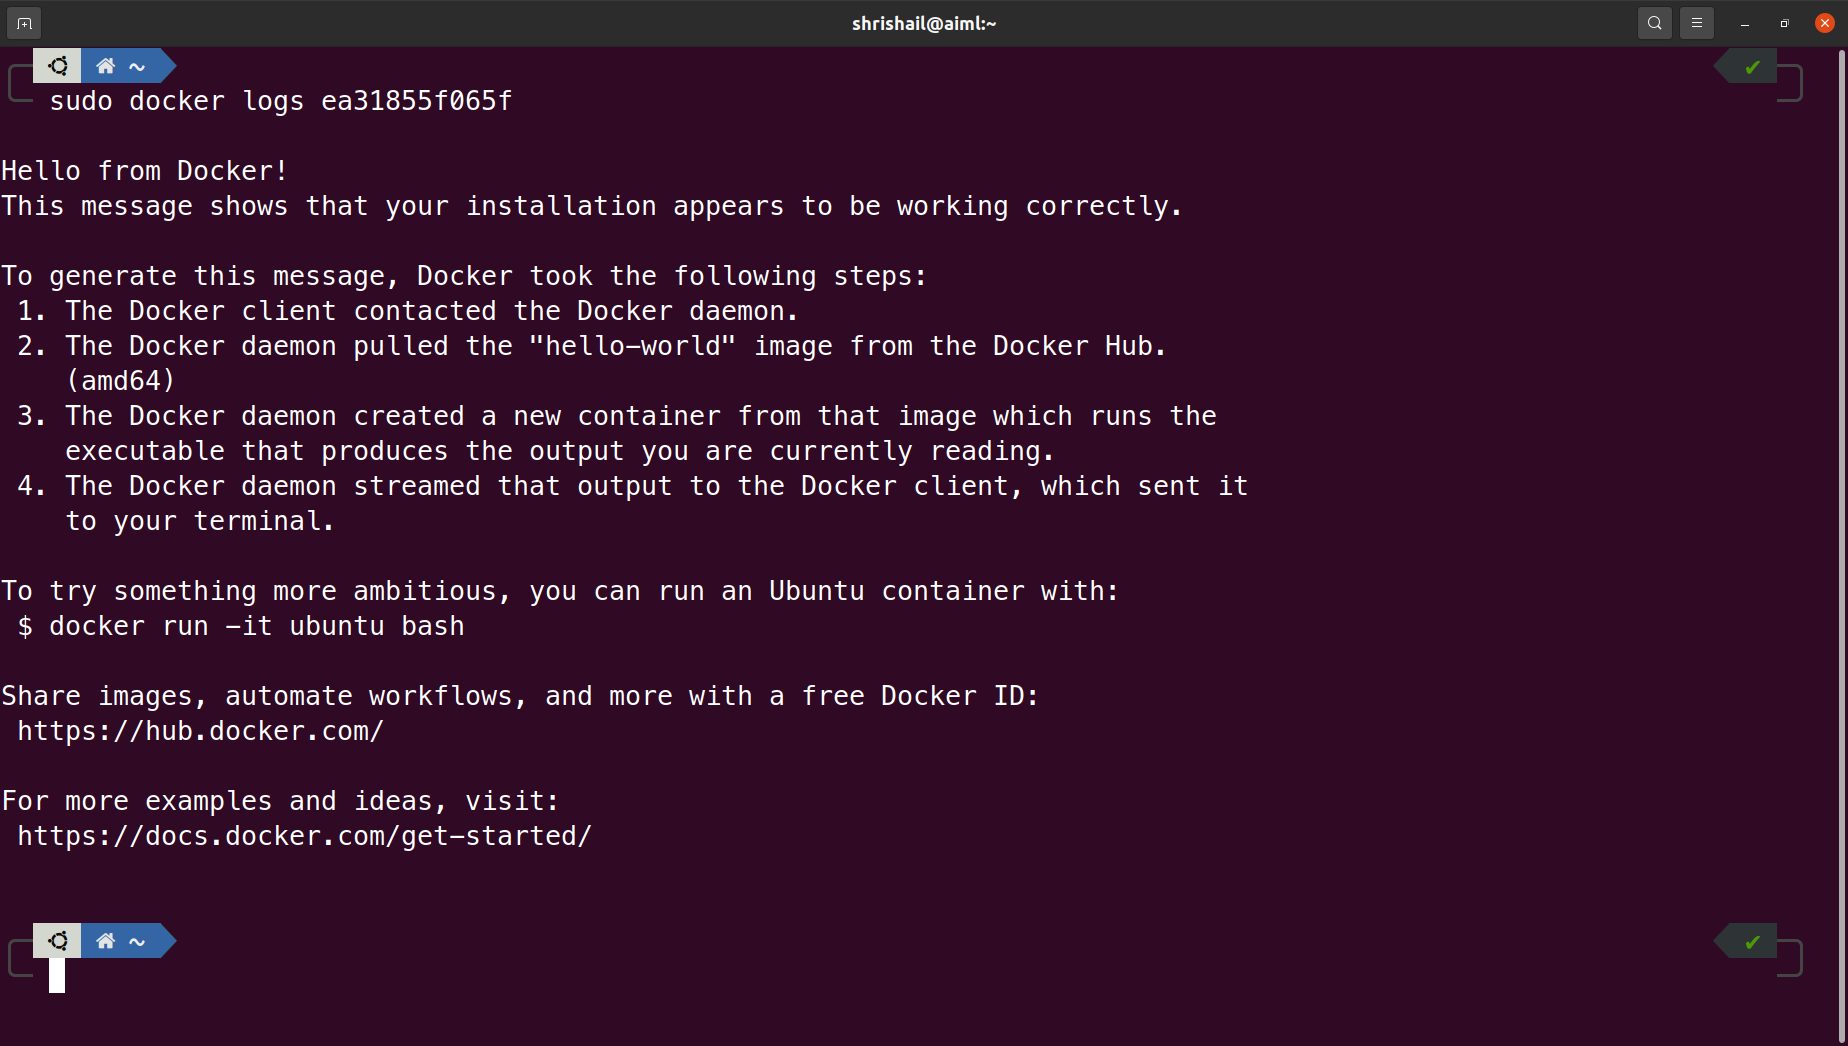 shrishail@aiml:~
~
sudo docker logs ea31855f065f
Hello from Docker!
This message shows that your installation appears to be working correctly.
To generate this message, Docker took the following steps:
1. The Docker client contacted the Docker daemon.
2. The Docker daemon pulled the "hello-world" image from the Docker Hub.
(amd64)
3. The Docker daemon created a new container from that image which runs the
executable that produces the output you are currently reading.
4. The Docker daemon streamed that output to the Docker client, which sent it
to your terminal.
To try something more ambitious, you can run an Ubuntu container with:
$ docker run -it ubuntu bash
Share images, automate workflows, and more with a free Docker ID:
https://hub.docker.com/
For more examples and ideas, visit:
https://docs.docker.com/get-started/
~